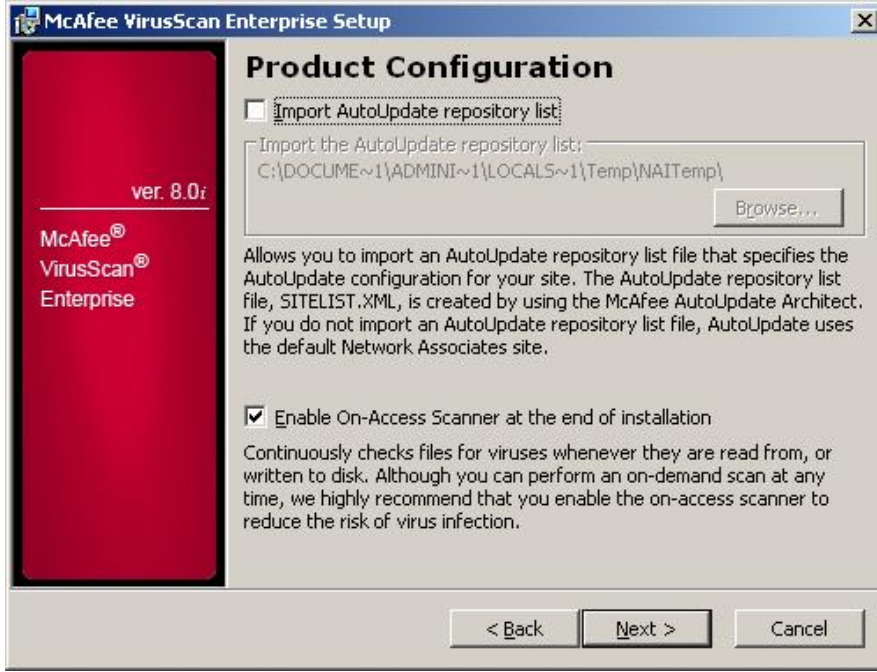 McAfee VirusScan Enterprise Setup
ver. 8.0i
McAfee®
VirusScan®
Enterprise
Product Configuration
Import AutoUpdate repository list
Import the AutoUpdate repository list:
C:\DOCUME~1\ADMINI~1\LOCALS~1\Temp\NAITemp\
Browse...
Allows you to import an AutoUpdate repository list file that specifies the
AutoUpdate configuration for your site. The AutoUpdate repository list
file, SITELIST.XML, is created by using the McAfee AutoUpdate Architect.
If you do not import an AutoUpdate repository list file, AutoUpdate uses
the default Network Associates site.
Enable On-Access Scanner at the end of installation
Continuously checks files for viruses whenever they are read from, or
written to disk. Although you can perform an on-demand scan at any
time, we highly recommend that you enable the on-access scanner to
reduce the risk of virus infection.
< Back
Next >
Cancel